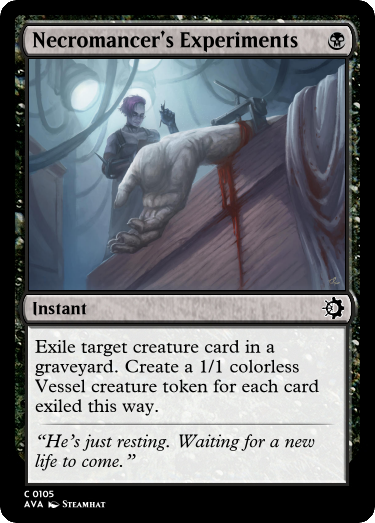 Necromancer's Experiments
Instant
Exile target creature card in a
graveyard. Create a 1/1 colorless
Vessel creature token for each card
exiled this way.
“He's just resting. Waiting for a new
life to come.”
C 0105
AVA Steamhat